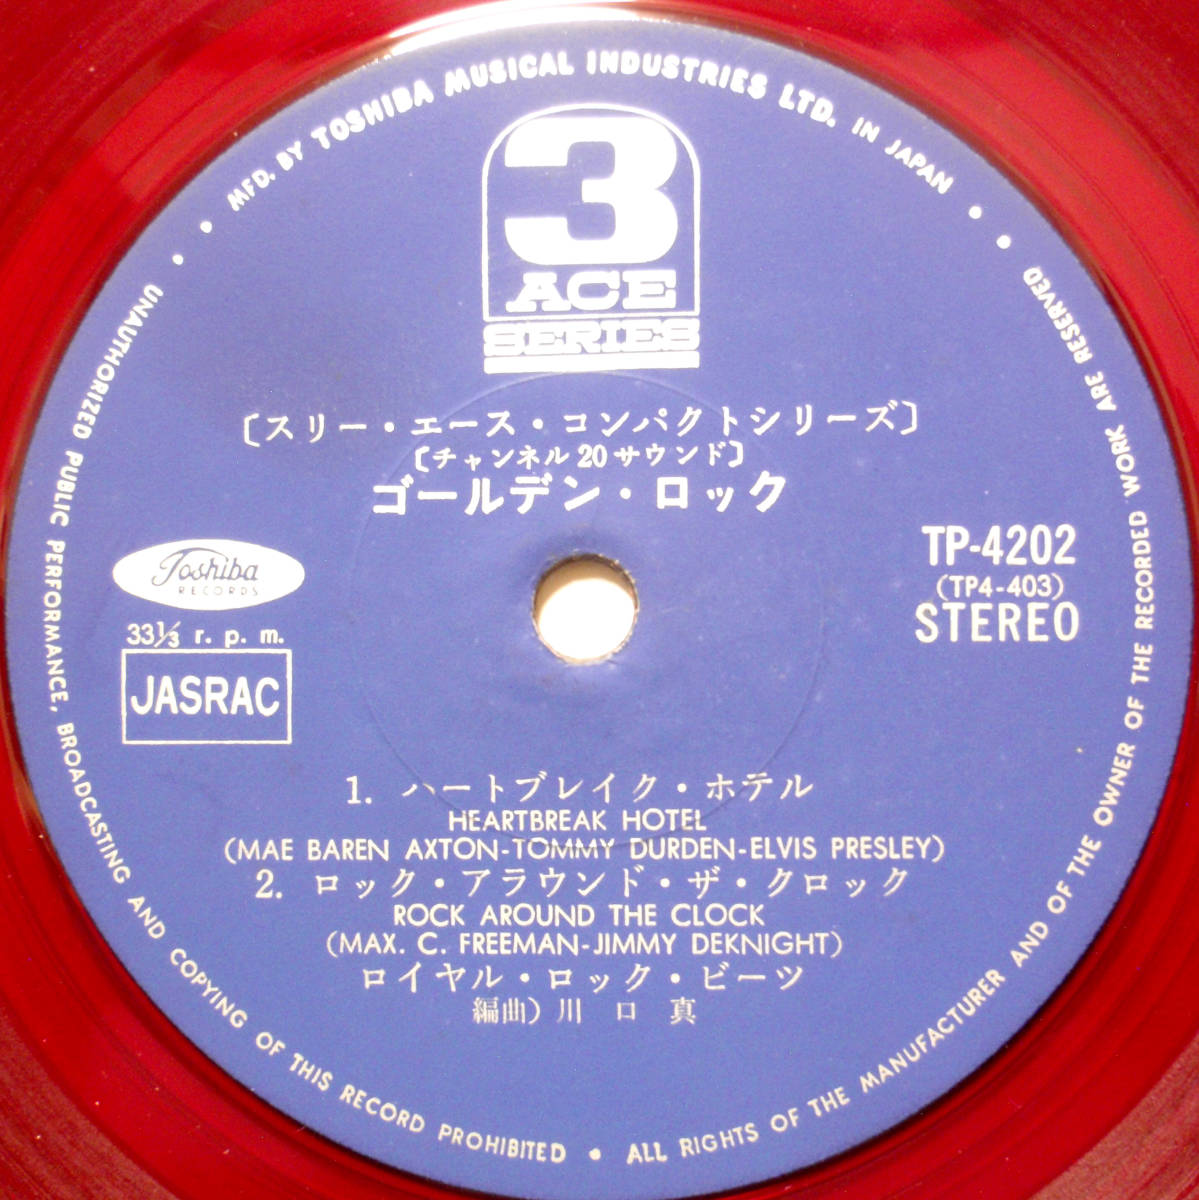 MFD. BY TOSHIBA MUSICAL INDUSTRIES LTD. IN JAPAN
3
ACE
SERIES
〔スリー・エース・コンパクトシリーズ〕
〔チャンネル20サウンド〕
ゴールデン・ロック
Toshiba
RECORDS
33⅓ r. p. m.
JASRAC
TP-4202
(TP4-403)
STEREO
1. ハートブレイク・ホテル
HEARTBREAK HOTEL
(MAE BAREN AXTON-TOMMY DURDEN-ELVIS PRESLEY)
2. ロック・アラウンド・ザ・クロック
ROCK AROUND THE CLOCK
(MAX. C. FREEMAN-JIMMY DEKNIGHT)
ロイヤル・ロック・ビーツ
編曲) 川口 真
UNAUTHORIZED PUBLIC PERFORMANCE, BROADCASTING AND COPYING OF THIS RECORD PROHIBITED • ALL RIGHTS OF THE MANUFACTURER AND OF THE OWNER OF THE RECORDED WORK ARE RESERVED